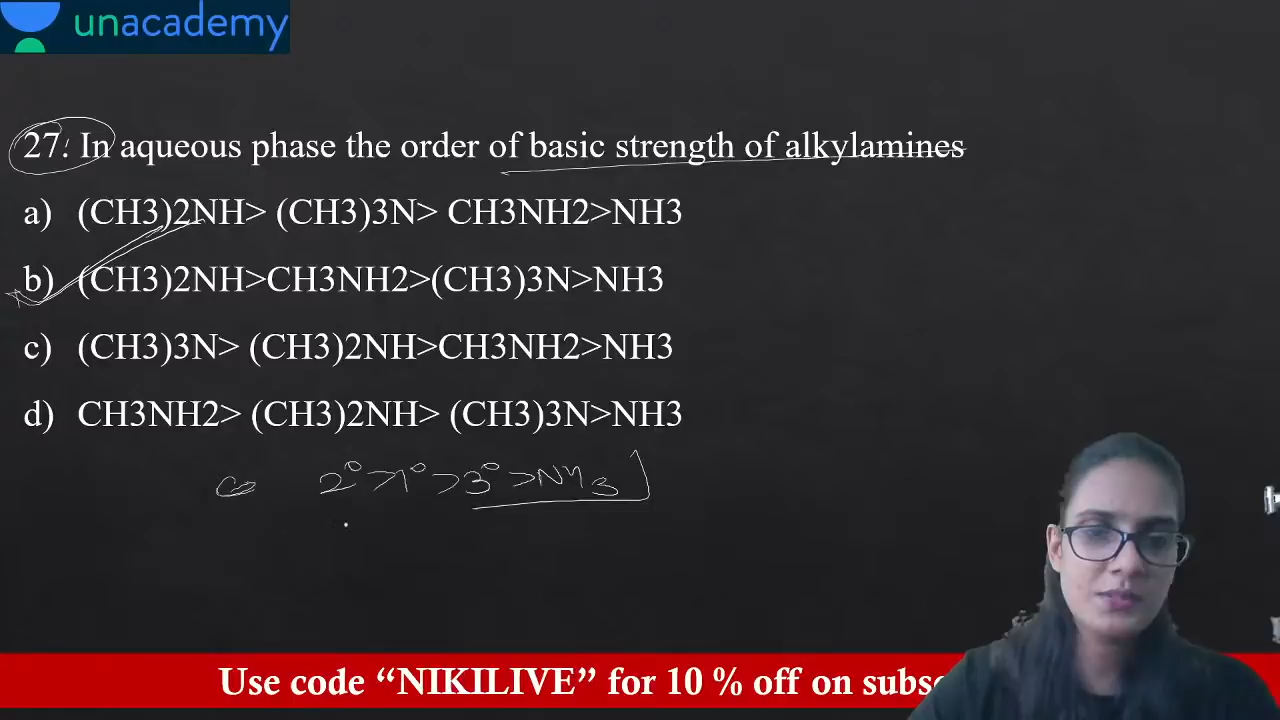 unacademy
27. In aqueous phase the order of basic strength of alkylamines
a) (CH3)2NH> (CH3)3N> CH3NH2>NH3
b) (CH3)2NH>CH3NH2>(CH3)3N>NH3
c) (CH3)3N> (CH3)2NH>CH3NH2>NH3
d) CH3NH2> (CH3)2NH> (CH3)3N>NH3
2° >1° >3° >NH3
Use code “NIKILIVE” for 10 % off on